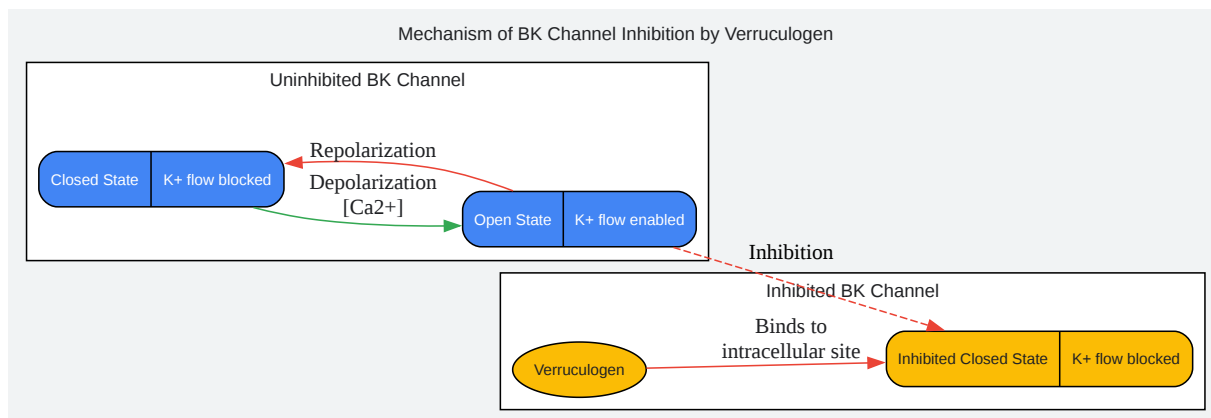 Mechanism of BK Channel Inhibition by Verruculogen
Uninhibited BK Channel
Repolarization
Closed State
K+ flow blocked
Depolarization
[Ca2+]
Open State
K+ flow enabled
Inhibition
Inhibited BK Channel
Binds to
intracellular site
Verruculogen
Inhibited Closed State
K+ flow blocked